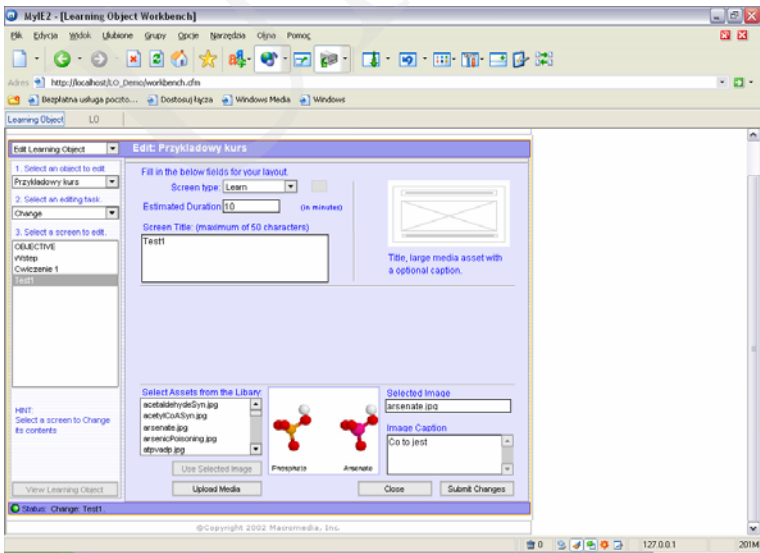 MyIE2 - [Learning Object Workbench]
Plik Edycja Widok Ulubione Grupy Opcje Narzędzia Okna Pomoc
Adres http://localhost/LO_Demo/workbench.cfm
Bezpłatna usługa poczto... Dostosuj łącza Windows Media Windows
Learning Object LO
Edit Learning Object
Edit: Przykladowy kurs
1. Select an object to edit
Przykladowy kurs
2. Select an editing task.
Change
3. Select a screen to edit.
OBJECTIVE
Wstep
Cwiczenie 1
Test1
HINT:
Select a screen to Change
its contents
View Learning Object
Fill in the below fields for your layout.
Screen type: Learn
Estimated Duration 10 (in minutes)
Screen Title: (maximum of 50 characters)
Test1
Title, large media asset with
a optional caption.
Select Assets from the Libary:
acetaldehydeSyn.jpg
acetylCoASyn.jpg
arsenate.jpg
arsenicPoisoning.jpg
atpvadp.jpg
Use Selected Image
Upload Media
Phosphate Arsenate
Selected Image
arsenate.jpg
Image Caption
Co to jest
Close Submit Changes
Status: Change: Test1.
©Copyright 2002 Macromedia, Inc.
0 127.0.0.1 201M